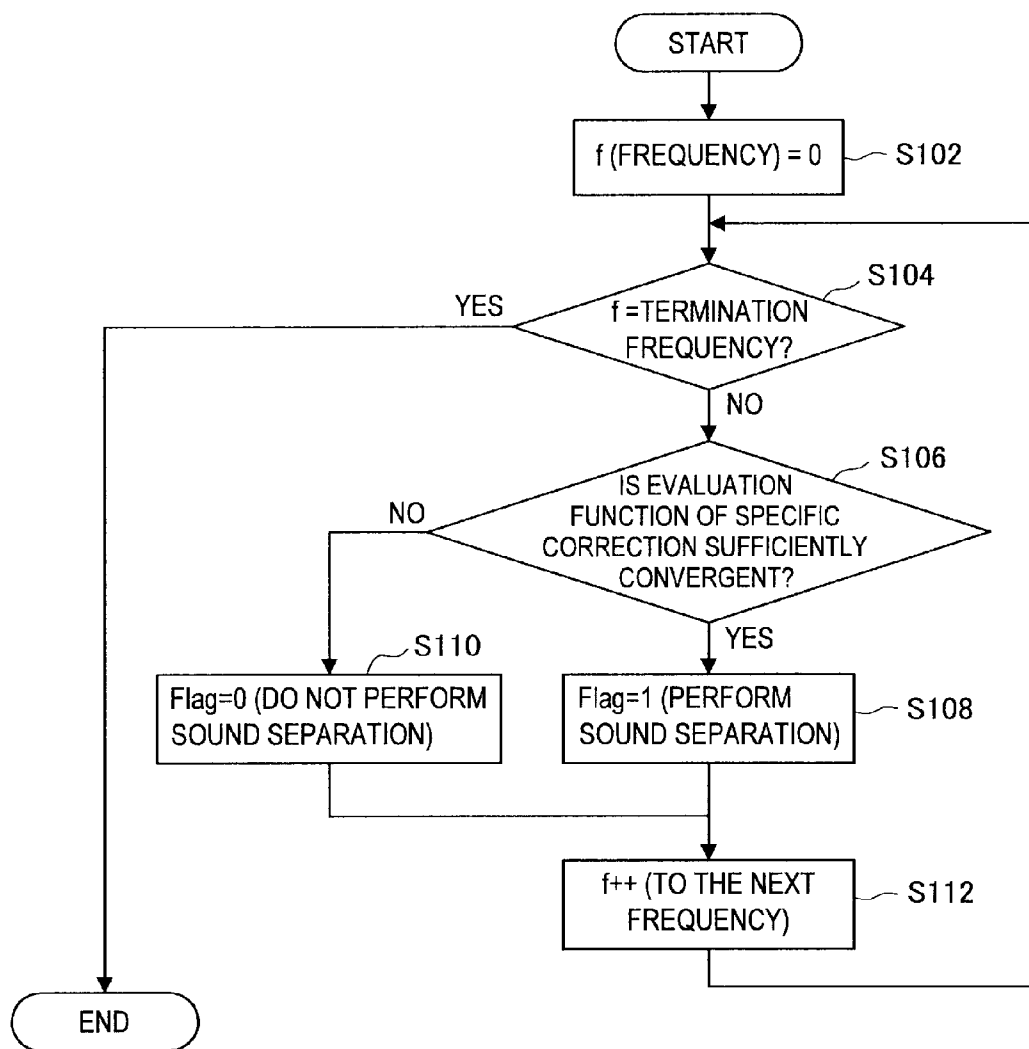 START
f (FREQUENCY) = 0
S102
S104
YES
f =TERMINATION
FREQUENCY?
NO
S106
IS EVALUATION
FUNCTION OF SPECIFIC
CORRECTION SUFFICIENTLY
CONVERGENT?
NO
YES
S110
Flag=0 (DO NOT PERFORM
SOUND SEPARATION)
Flag=1 (PERFORM
SOUND SEPARATION)
S108
f++ (TO THE NEXT
FREQUENCY)
S112
END